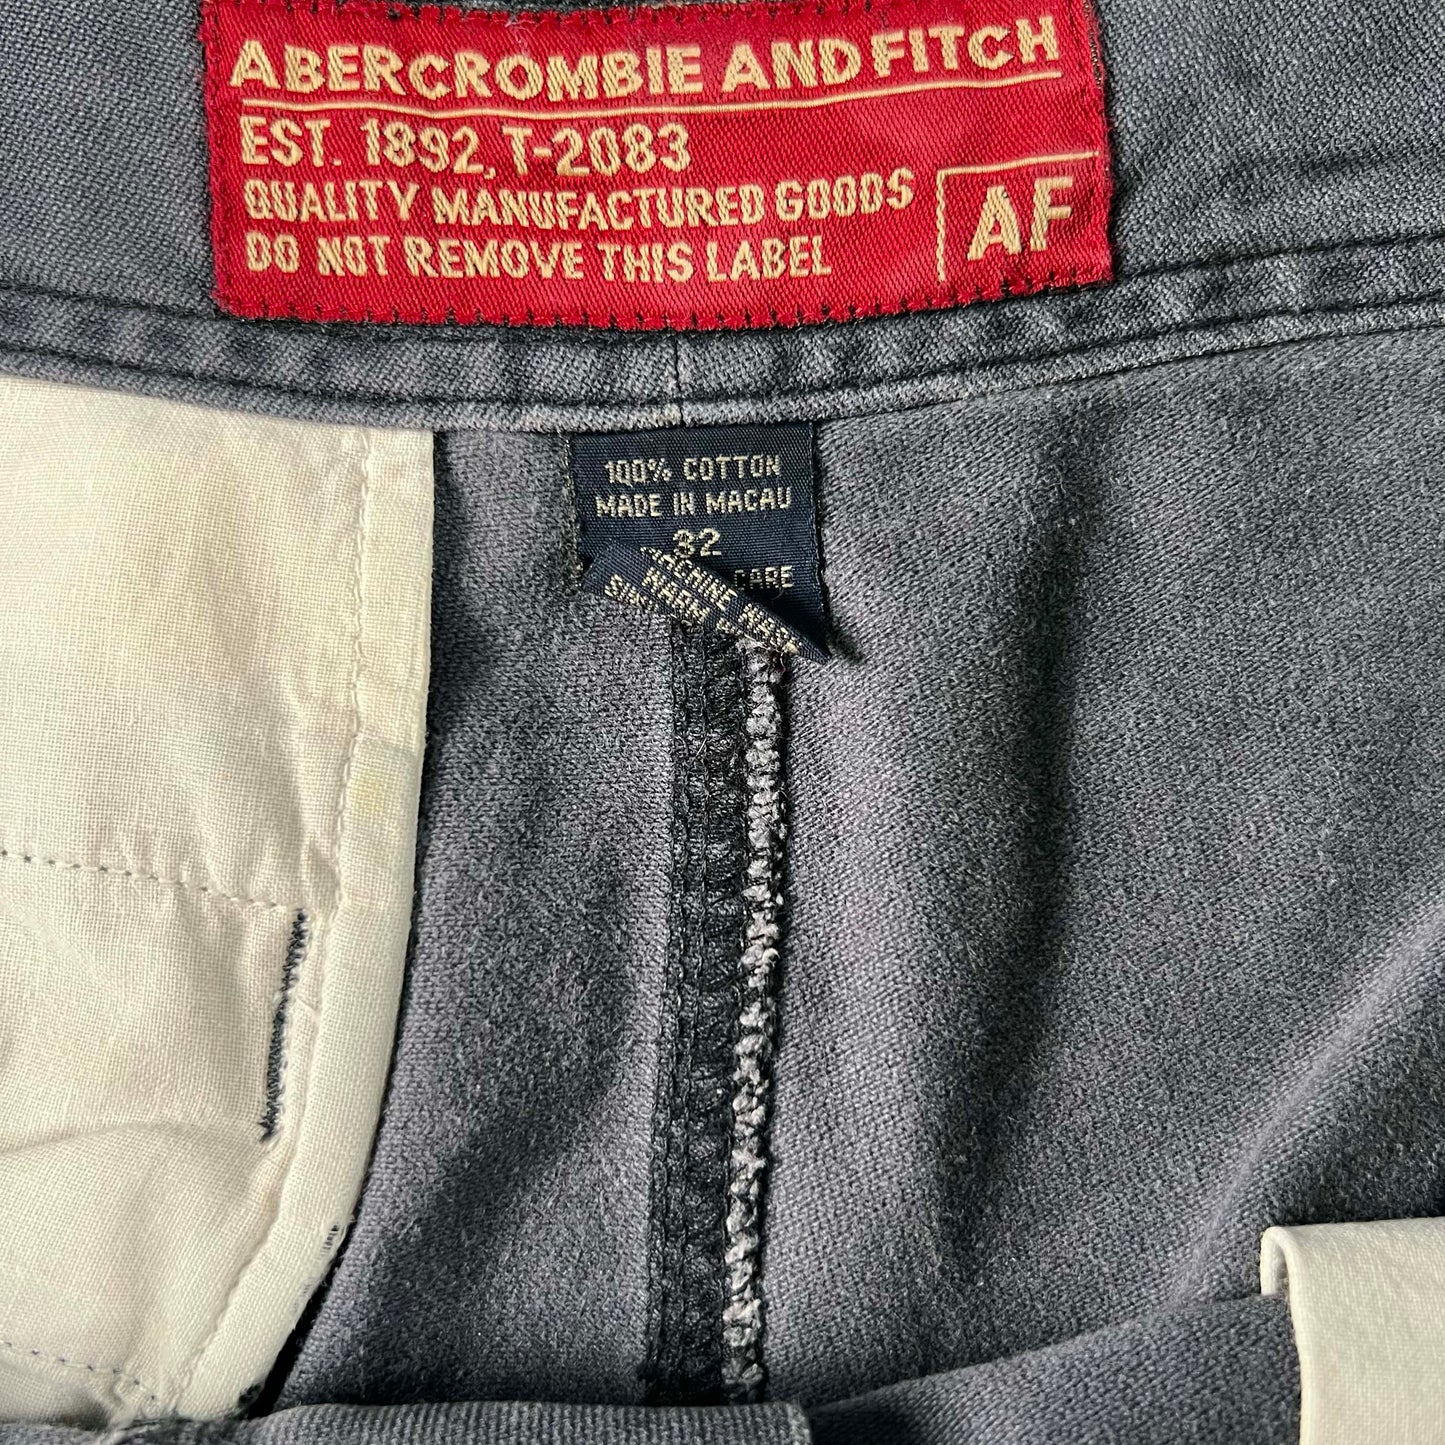 ABERCROMBIE AND FITCH
EST. 1892, T-2083
QUALITY MANUFACTURED GOODS
DO NOT REMOVE THIS LABEL
AF
100% COTTON
MADE IN MACAU
32
CARE
MACHINE WASH
WARM